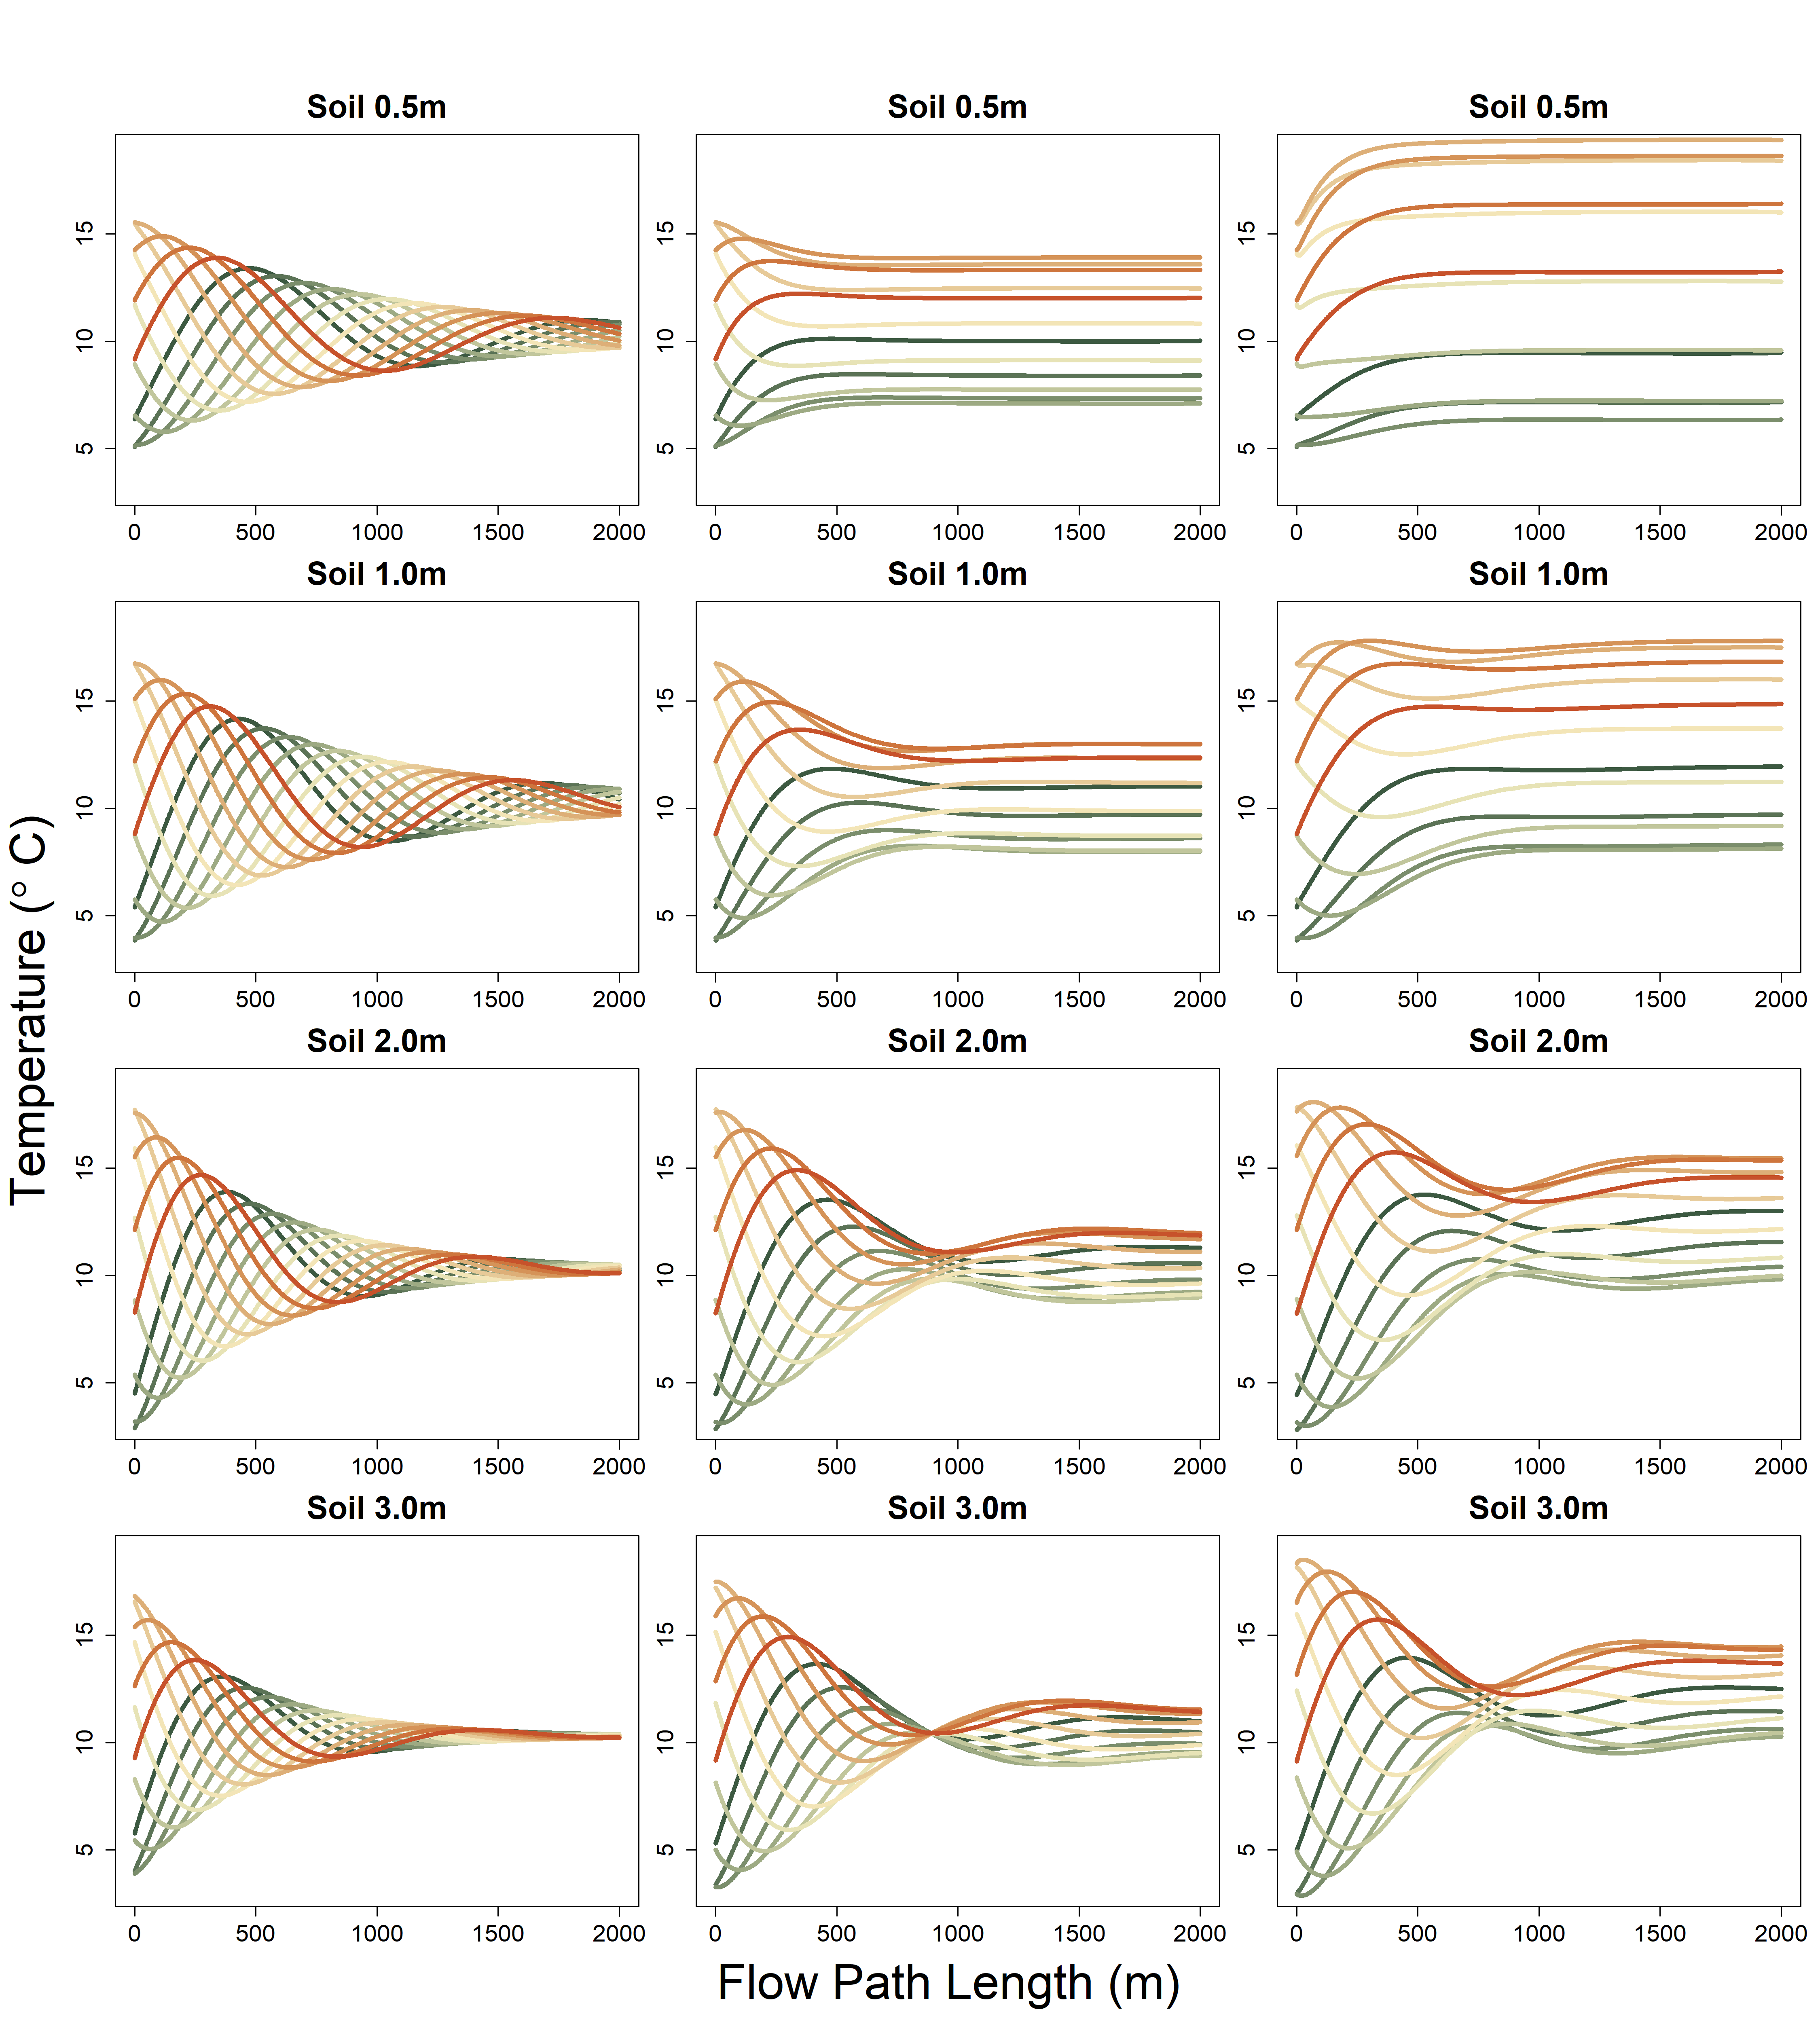 Soil 0.5m Soil 0.5m Soil 0.5m
15 15 15
10 10 10
5 5 5
0 500 1000 1500 2000 0 500 1000 1500 2000 0 500 1000 1500 2000
Soil 1.0m Soil 1.0m Soil 1.0m
15 15 15
10 10 10
5 5 5
0 500 1000 1500 2000 0 500 1000 1500 2000 0 500 1000 1500 2000
Temperature (° C)
Soil 2.0m Soil 2.0m Soil 2.0m
15 15 15
10 10 10
5 5 5
0 500 1000 1500 2000 0 500 1000 1500 2000 0 500 1000 1500 2000
Soil 3.0m Soil 3.0m Soil 3.0m
15 15 15
10 10 10
5 5 5
0 500 1000 1500 2000 0 500 1000 1500 2000 0 500 1000 1500 2000
Flow Path Length (m)